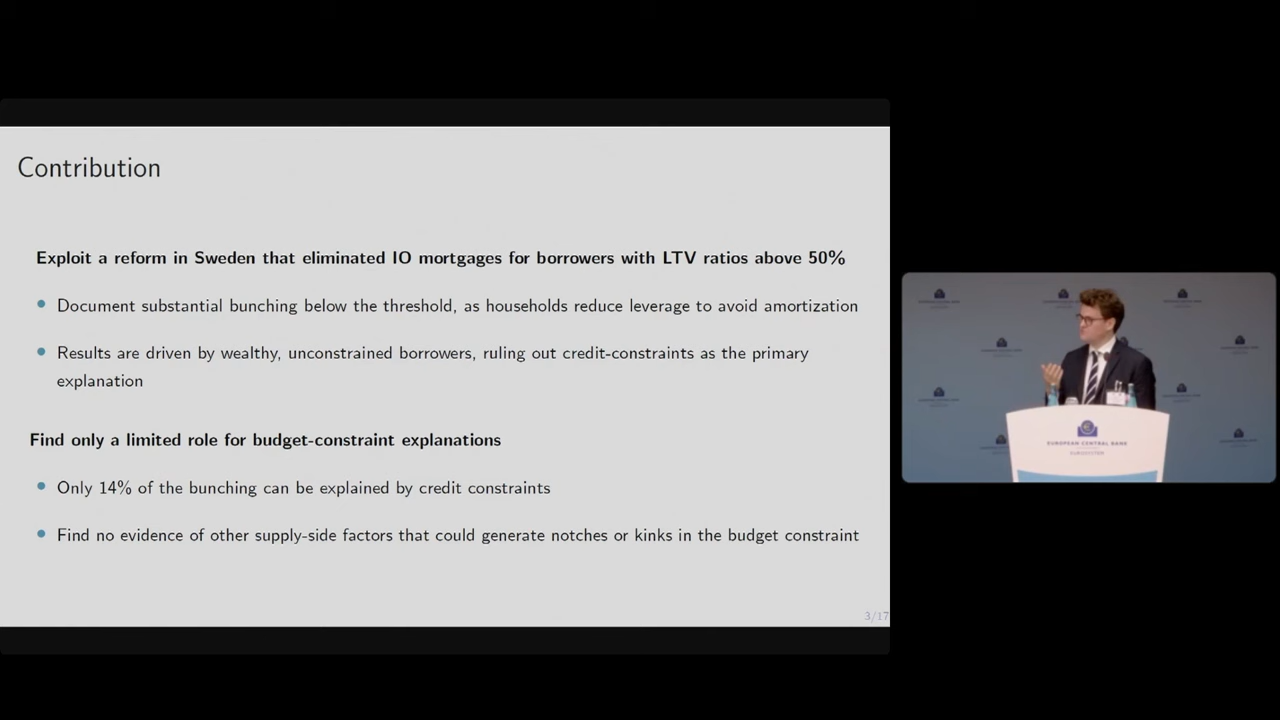 Contribution
Exploit a reform in Sweden that eliminated IO mortgages for borrowers with LTV ratios above 50%
Document substantial bunching below the threshold, as households reduce leverage to avoid amortization
Results are driven by wealthy, unconstrained borrowers, ruling out credit-constraints as the primary
explanation
Find only a limited role for budget-constraint explanations
Only 14% of the bunching can be explained by credit constraints
Find no evidence of other supply-side factors that could generate notches or kinks in the budget constraint
3/17
EUROPEAN CENTRAL BANK
EUROSYSTEM